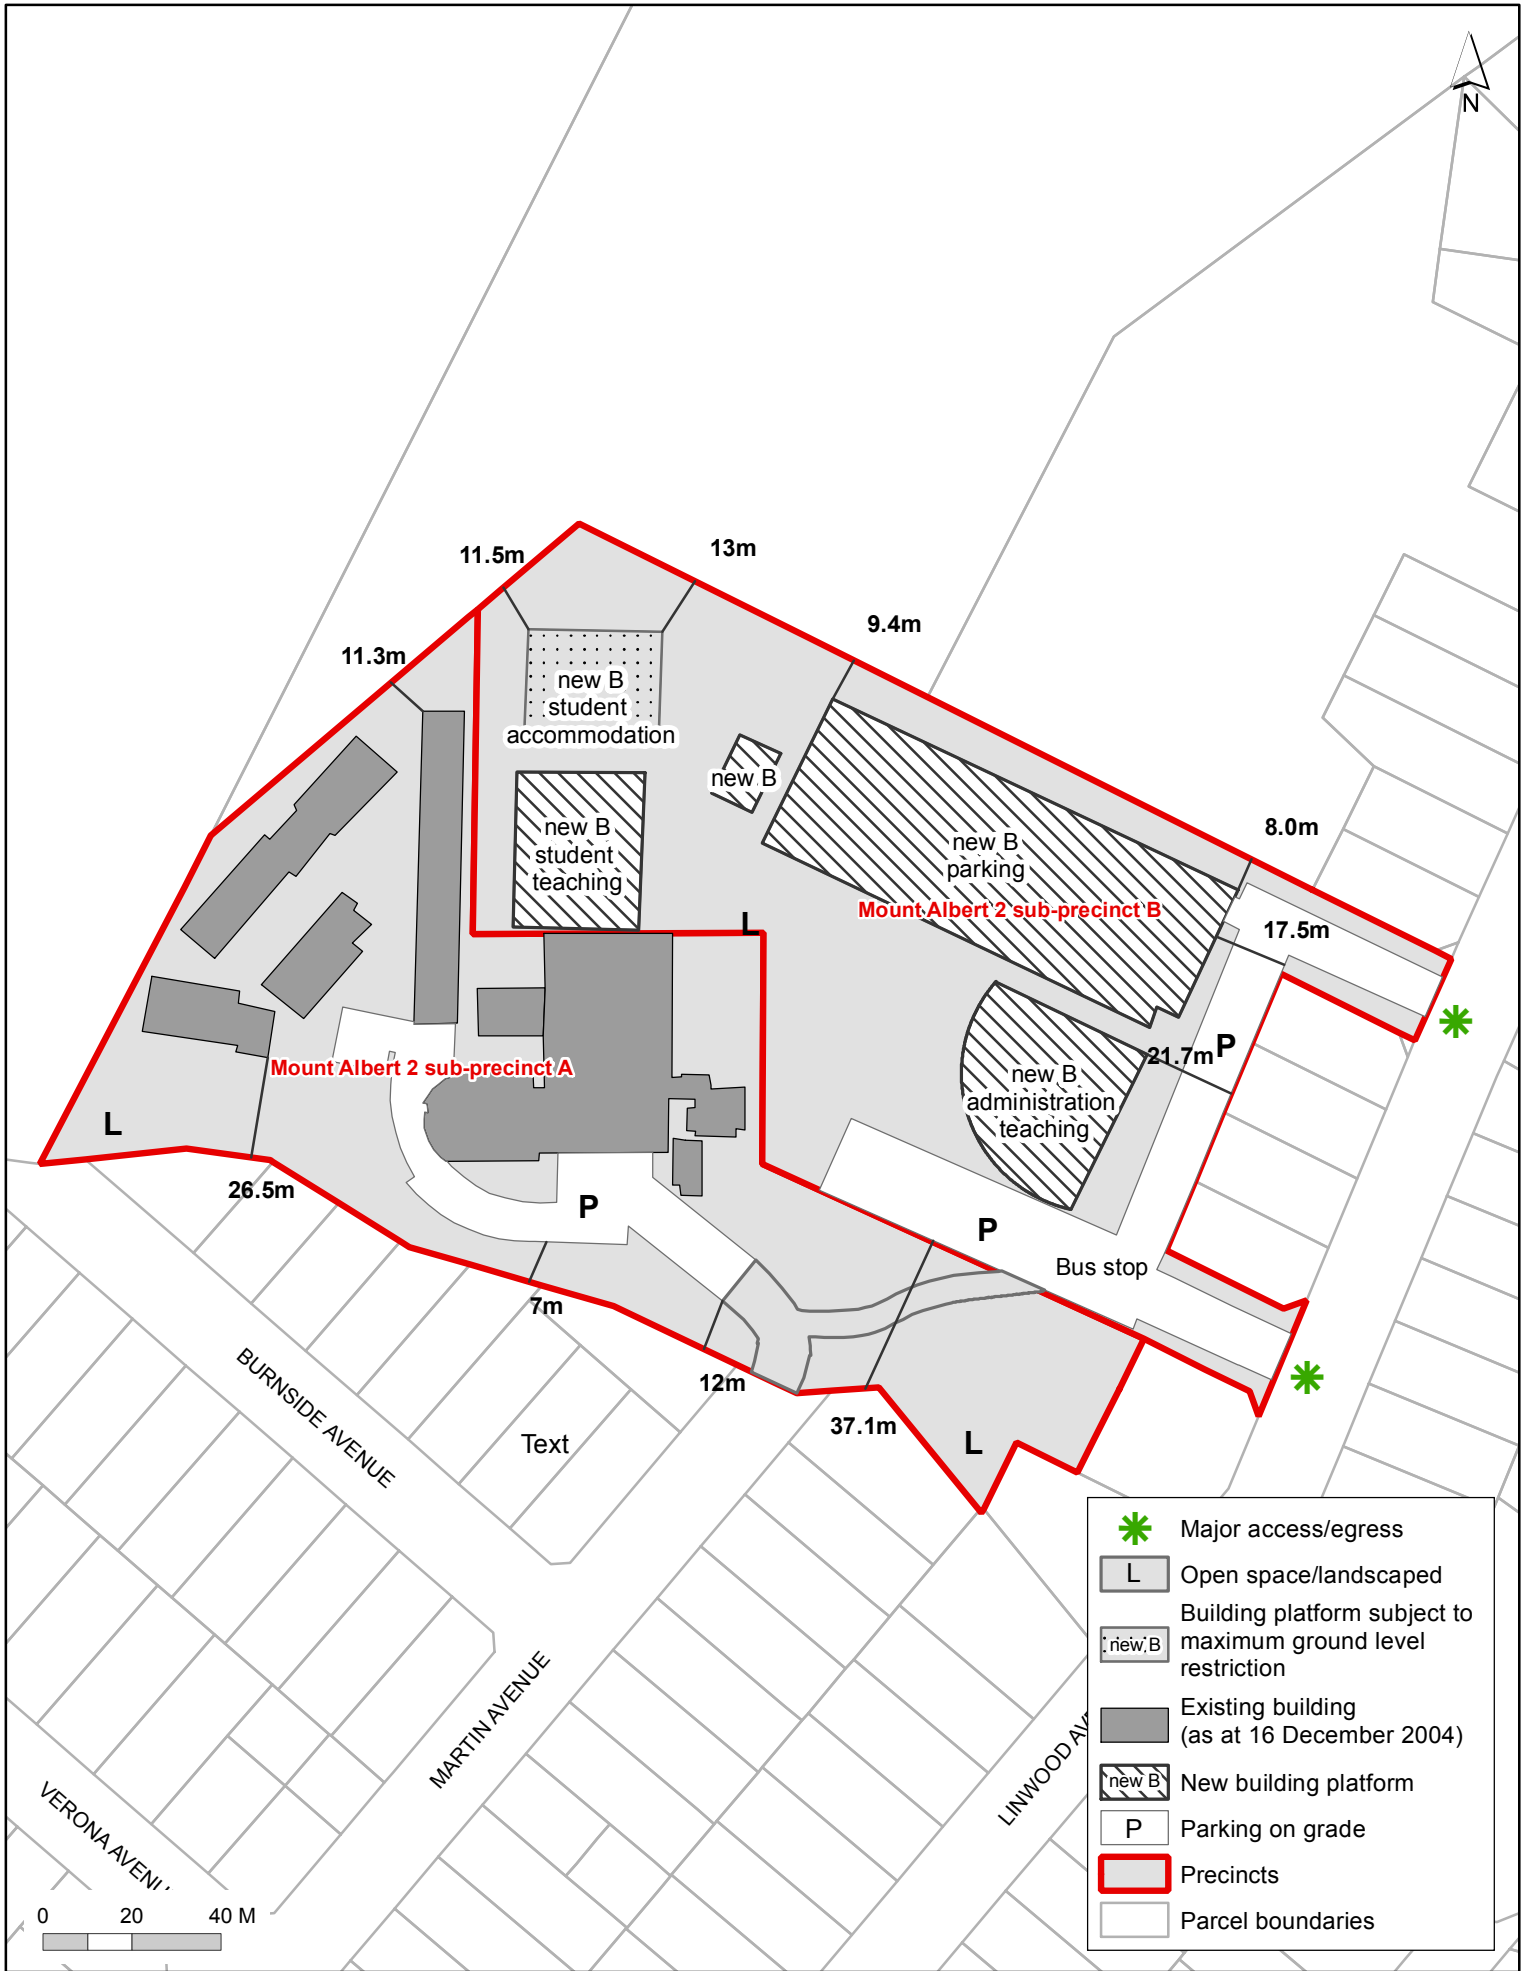 N
11.5m
13m
9.4m
11.3m
new B
student
accommodation
new B
8.0m
new B
student
teaching
new B
parking
Mount Albert 2 sub-precinct B
L
17.5m
21.7m
P
Mount Albert 2 sub-precinct A
new B
administration
teaching
L
26.5m
P
P
Bus stop
7m
12m
37.1m
L
BURNSIDE AVENUE
Text
MARTIN AVENUE
LINWOOD AV
VERONA AVENU
0 20 40 M
Major access/egress
L Open space/landscaped
new B Building platform subject to
maximum ground level
restriction
Existing building
(as at 16 December 2004)
new B New building platform
P Parking on grade
Precincts
Parcel boundaries